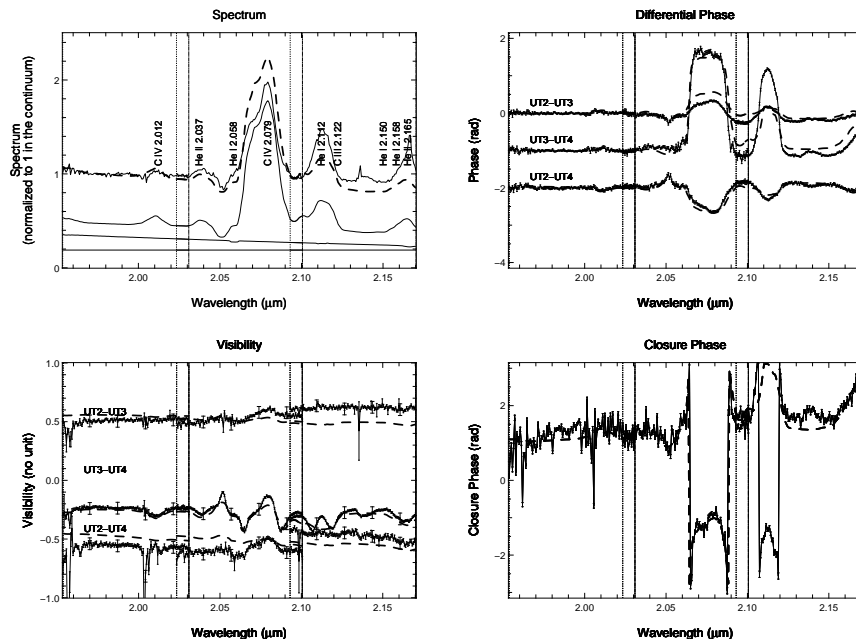 Spectrum
Spectrum
(normalized to 1 in the continuum)
2
1
0
C IV 2.012
He II 2.037
He I 2.058
C IV 2.079
He I 2.112
C III 2.122
He I 2.150
He I 2.158
He I 2.165
2.00
2.05
2.10
2.15
Wavelength (μm)
Differential Phase
Phase (rad)
2
0
−2
−4
UT2−UT3
UT3−UT4
UT2−UT4
2.00
2.05
2.10
2.15
Wavelength (μm)
Visibility
Visibility (no unit)
1.0
0.5
0.0
−0.5
−1.0
UT2−UT3
UT3−UT4
UT2−UT4
2.00
2.05
2.10
2.15
Wavelength (μm)
Closure Phase
Closure Phase (rad)
2
0
−2
2.00
2.05
2.10
2.15
Wavelength (μm)